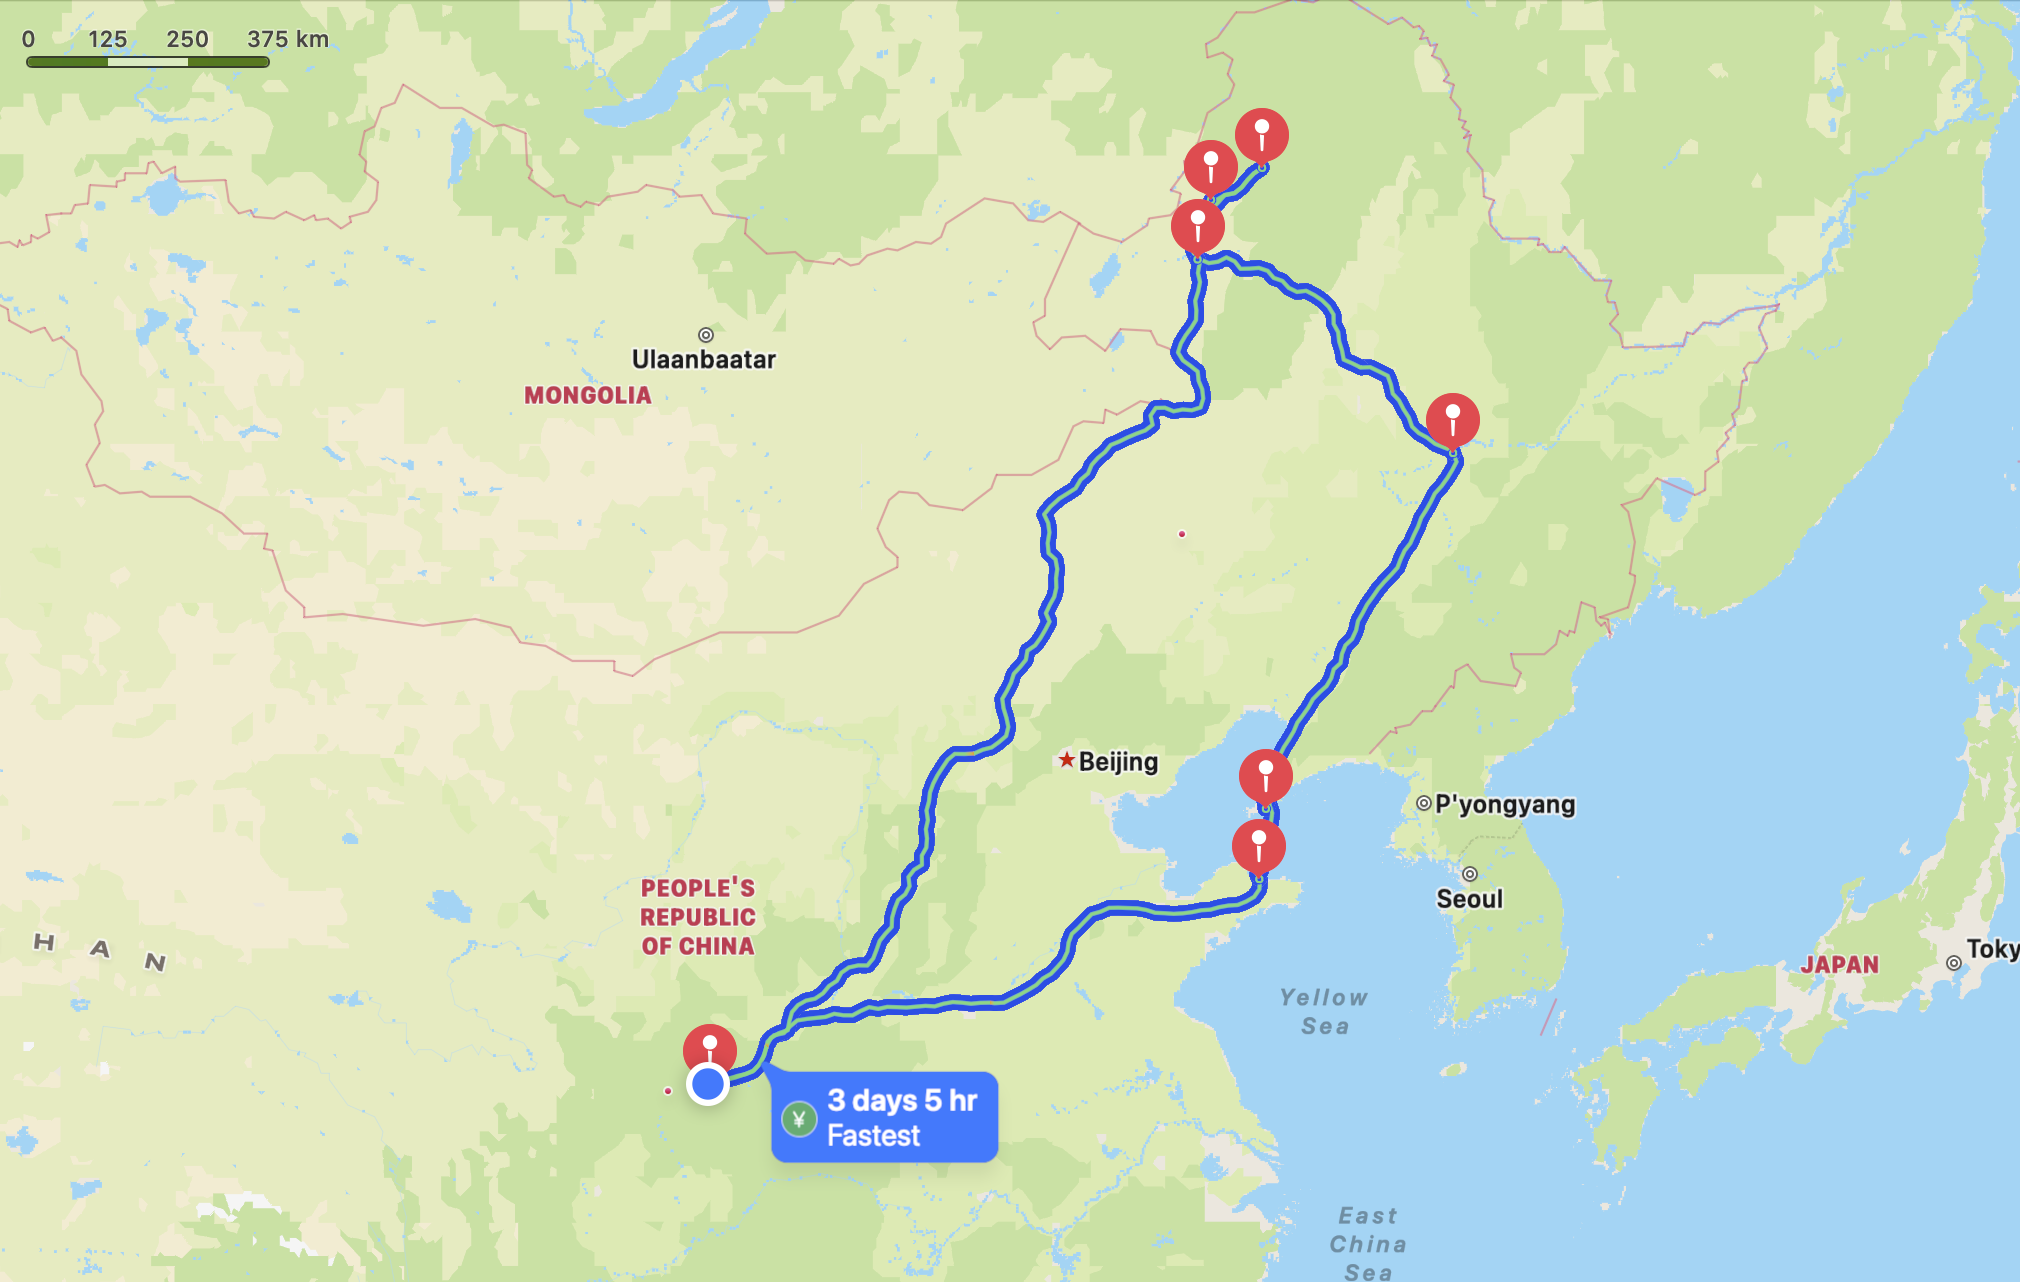 0 125 250 375 km
Ulaanbaatar
MONGOLIA
Beijing
P'yongyang
Seoul
PEOPLE'S
REPUBLIC
OF CHINA
H A N
JAPAN
Toky
Yellow
Sea
¥
3 days 5 hr
Fastest
East
China
Sea